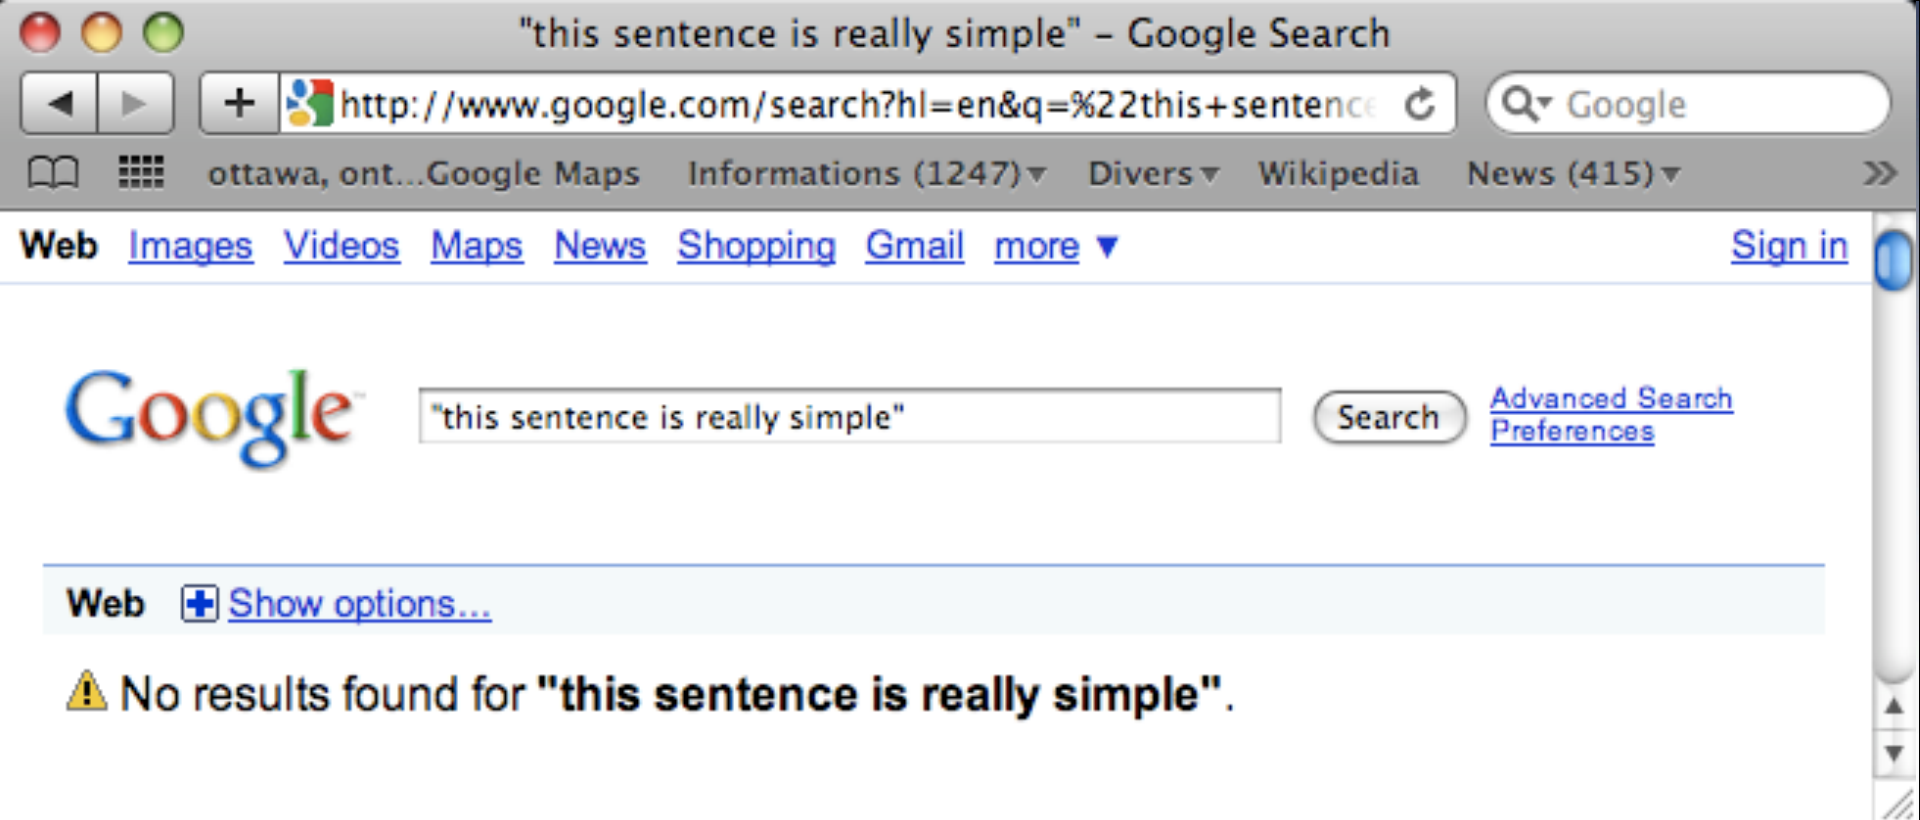 "this sentence is really simple" – Google Search
http://www.google.com/search?hl=en&q=%22this+sentence Google
ottawa, ont...Google Maps Informations (1247) Divers Wikipedia News (415)
Web Images Videos Maps News Shopping Gmail more Sign in
Google "this sentence is really simple" Search Advanced Search
Preferences
Web Show options...
No results found for "this sentence is really simple".